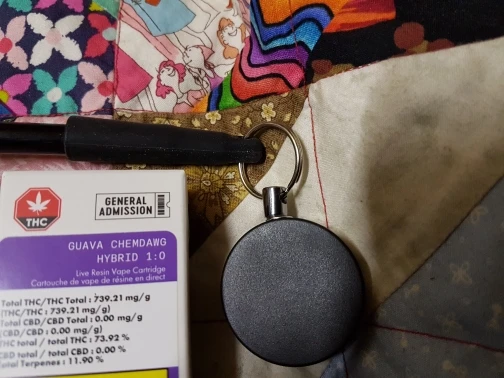 THC
GENERAL
ADMISSION
GUAVA CHEMDAWG
HYBRID 1:0
Live Resin Vape Cartridge
Cartouche de vape de résine en direct
Total THC/THC Total : 739.21 mg/g
(THC/THC : 739.21 mg/g)
Total CBD/CBD Total : 0.00 mg/g
(CBD/CBD : 0.00 mg/g)
THC total / total THC : 73.92 %
CBD total / total CBD : 0.00 %
Total Terpenes : 11.90 %